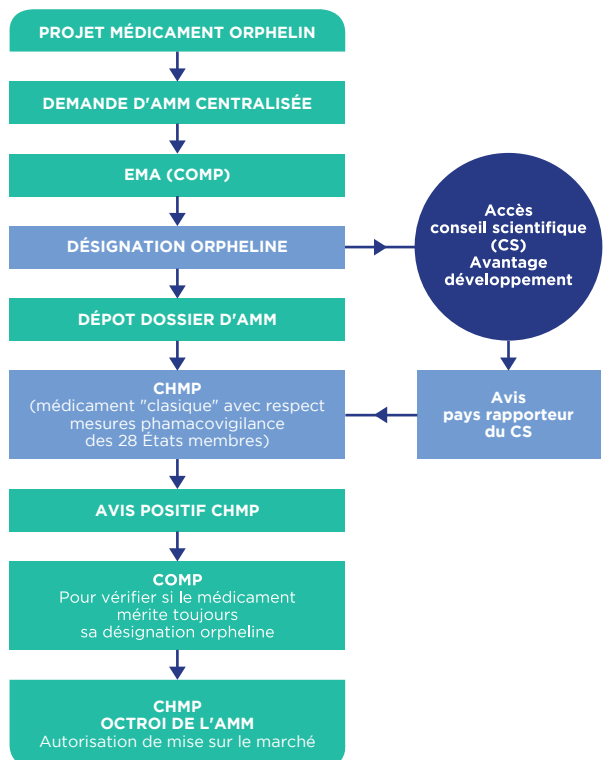 PROJET MÉDICAMENT ORPHELIN
DEMANDE D'AMM CENTRALISÉE
EMA (COMP)
DÉSIGNATION ORPHELINE
Accès
conseil scientifique
(CS)
Avantage
développement
DÉPOT DOSSIER D'AMM
CHMP
(médicament "clasique" avec respect
mesures phamacovigilance
des 28 États membres)
Avis
pays rapporteur
du CS
AVIS POSITIF CHMP
COMP
Pour vérifier si le médicament
mérite toujours
sa désignation orpheline
CHMP
OCTROI DE L'AMM
Autorisation de mise sur le marché